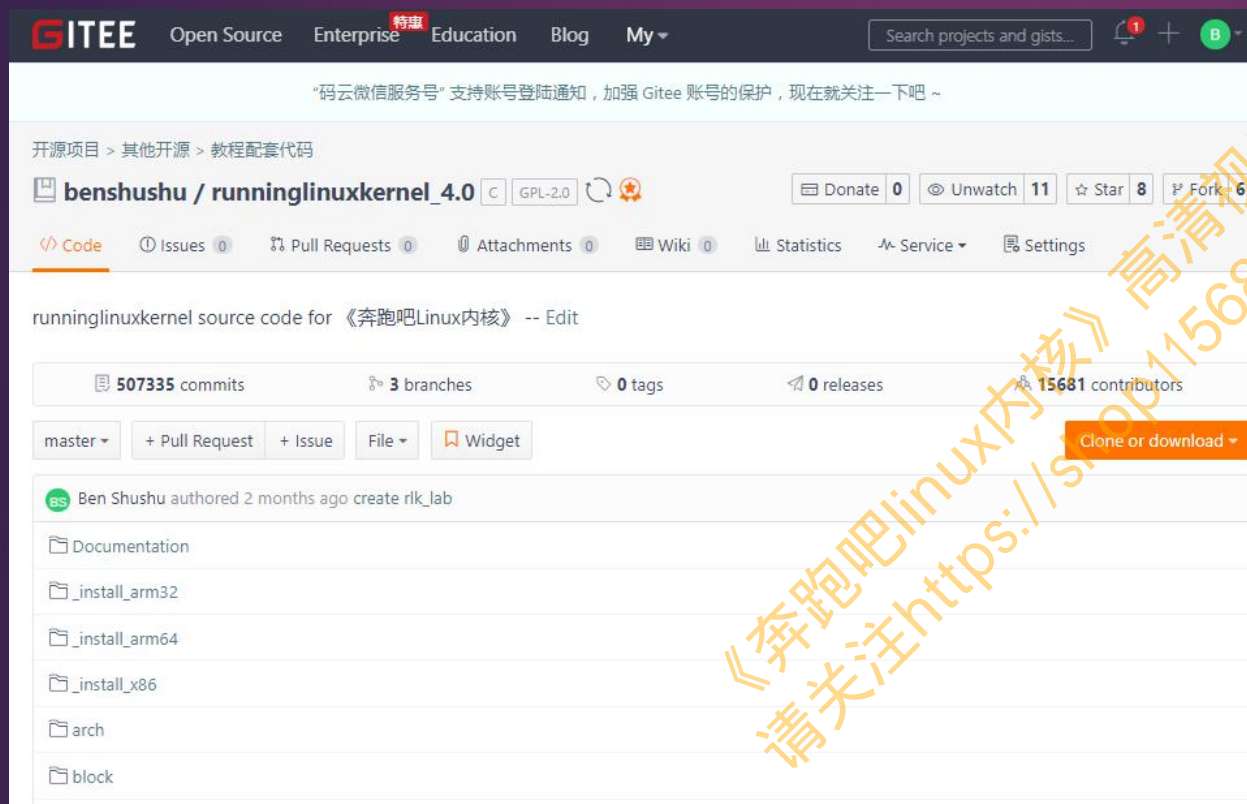 GITEE Open Source Enterprise 特惠 Education Blog My Search projects and gists... 1 B
“码云微信服务号” 支持账号登陆通知，加强 Gitee 账号的保护，现在就关注一下吧 ~
开源项目 > 其他开源 > 教程配套代码
benshushu / runninglinuxkernel_4.0 C GPL-2.0 Donate 0 Unwatch 11 Star 8 Fork 6
Code Issues 0 Pull Requests 0 Attachments 0 Wiki 0 Statistics Service Settings
runninglinuxkernel source code for 《奔跑吧Linux内核》 -- Edit
507335 commits 3 branches 0 tags 0 releases 15681 contributors
master + Pull Request + Issue File Widget Clone or download
BS Ben Shushu authored 2 months ago create rlk_lab
Documentation
_install_arm32
_install_arm64
_install_x86
arch
block
《奔跑吧linux内核》高清视
请关注https://shop11568